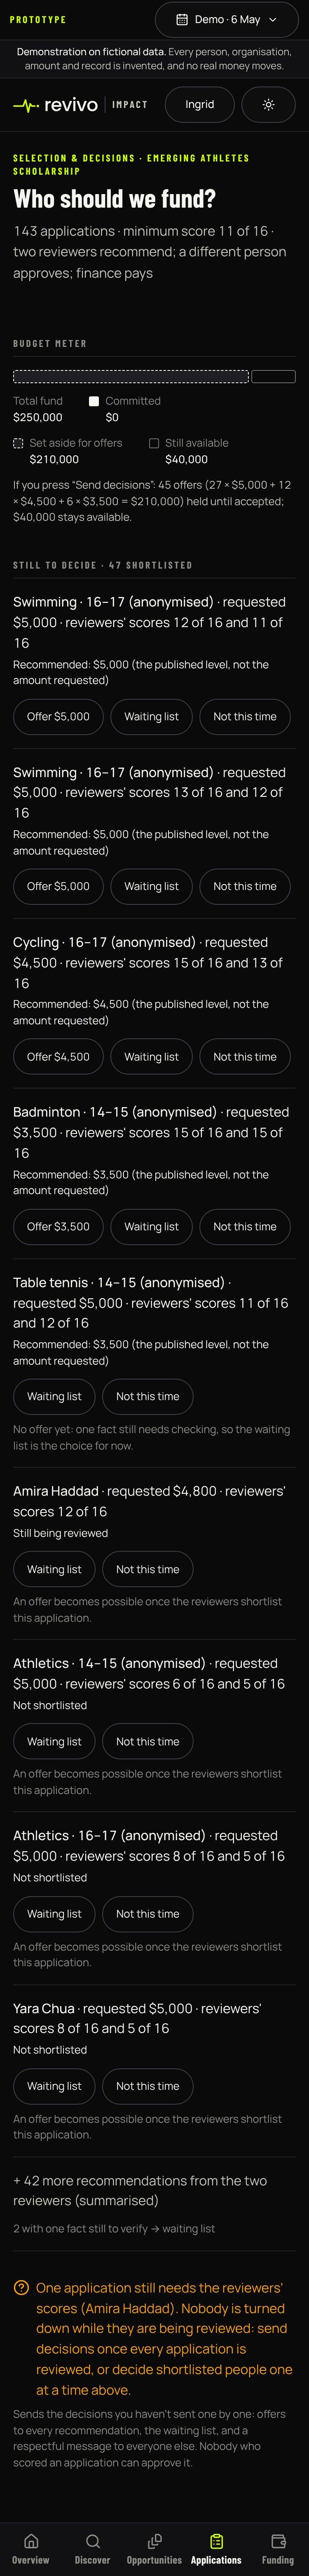 PROTOTYPE
Demo · 6 May
Demonstration on fictional data. Every person, organisation,
amount and record is invented, and no real money moves.
revivo IMPACT
Ingrid
SELECTION & DECISIONS · EMERGING ATHLETES
SCHOLARSHIP
Who should we fund?
143 applications · minimum score 11 of 16 ·
two reviewers recommend; a different person
approves; finance pays
BUDGET METER
Total fund
$250,000
Committed
$0
Set aside for offers
$210,000
Still available
$40,000
If you press “Send decisions”: 45 offers (27 × $5,000 + 12
× $4,500 + 6 × $3,500 = $210,000) held until accepted;
$40,000 stays available.
STILL TO DECIDE · 47 SHORTLISTED
Swimming · 16–17 (anonymised) · requested
$5,000 · reviewers' scores 12 of 16 and 11 of
16
Recommended: $5,000 (the published level, not the
amount requested)
Offer $5,000
Waiting list
Not this time
Swimming · 16–17 (anonymised) · requested
$5,000 · reviewers' scores 13 of 16 and 12 of
16
Recommended: $5,000 (the published level, not the
amount requested)
Offer $5,000
Waiting list
Not this time
Cycling · 16–17 (anonymised) · requested
$4,500 · reviewers' scores 15 of 16 and 13 of
16
Recommended: $4,500 (the published level, not the
amount requested)
Offer $4,500
Waiting list
Not this time
Badminton · 14–15 (anonymised) · requested
$3,500 · reviewers' scores 15 of 16 and 15 of
16
Recommended: $3,500 (the published level, not the
amount requested)
Offer $3,500
Waiting list
Not this time
Table tennis · 14–15 (anonymised) ·
requested $5,000 · reviewers' scores 11 of 16
and 12 of 16
Recommended: $3,500 (the published level, not the
amount requested)
Waiting list
Not this time
No offer yet: one fact still needs checking, so the waiting
list is the choice for now.
Amira Haddad · requested $4,800 · reviewers'
scores 12 of 16
Still being reviewed
Waiting list
Not this time
An offer becomes possible once the reviewers shortlist
this application.
Athletics · 14–15 (anonymised) · requested
$5,000 · reviewers' scores 6 of 16 and 5 of 16
Not shortlisted
Waiting list
Not this time
An offer becomes possible once the reviewers shortlist
this application.
Athletics · 16–17 (anonymised) · requested
$5,000 · reviewers' scores 8 of 16 and 5 of 16
Not shortlisted
Waiting list
Not this time
An offer becomes possible once the reviewers shortlist
this application.
Yara Chua · requested $5,000 · reviewers'
scores 8 of 16 and 5 of 16
Not shortlisted
Waiting list
Not this time
An offer becomes possible once the reviewers shortlist
this application.
+ 42 more recommendations from the two
reviewers (summarised)
2 with one fact still to verify → waiting list
One application still needs the reviewers'
scores (Amira Haddad). Nobody is turned
down while they are being reviewed: send
decisions once every application is
reviewed, or decide shortlisted people one
at a time above.
Sends the decisions you haven't sent one by one: offers
to every recommendation, the waiting list, and a
respectful message to everyone else. Nobody who
scored an application can approve it.
Overview
Discover
Opportunities
Applications
Funding